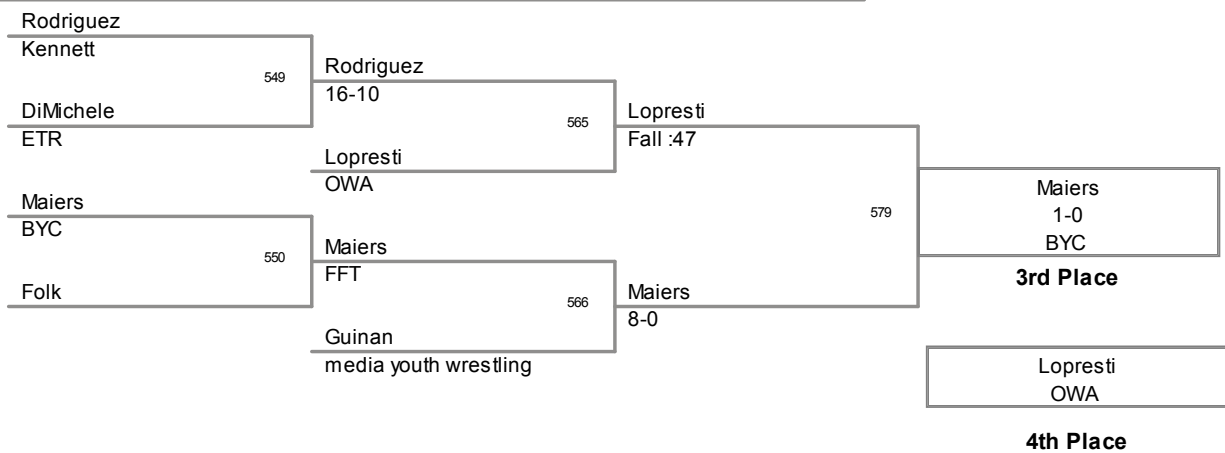 Rodriguez
Kennett
549
Rodriguez
16-10
DiMichele
ETR
565
Lopresti
Fall :47
Lopresti
OWA
Maiers
BYC
579
Maiers
1-0
BYC
550
Maiers
FFT
3rd Place
Folk
566
Maiers
8-0
Guinan
media youth wrestling
Lopresti
OWA
4th Place